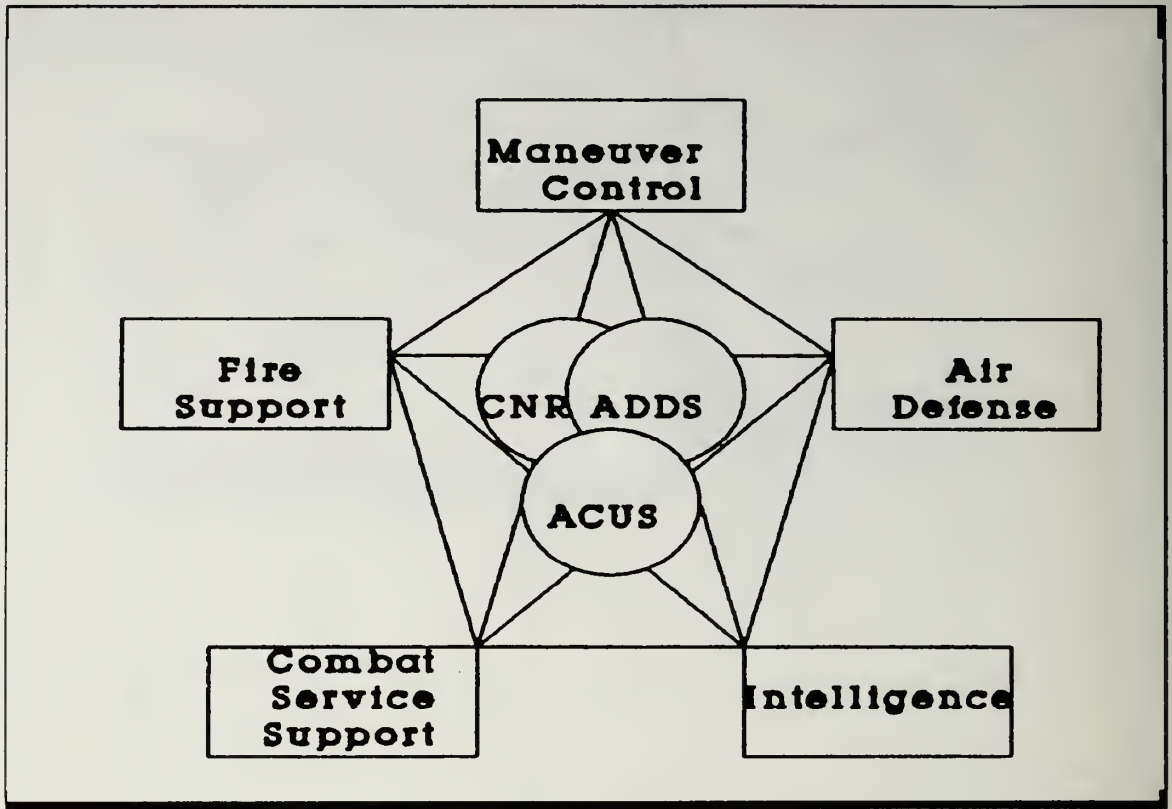 Maneuver
Control
Fire
Support
CNR
ADDS
Air
Defense
ACUS
Combat
Service
Support
Intelligence